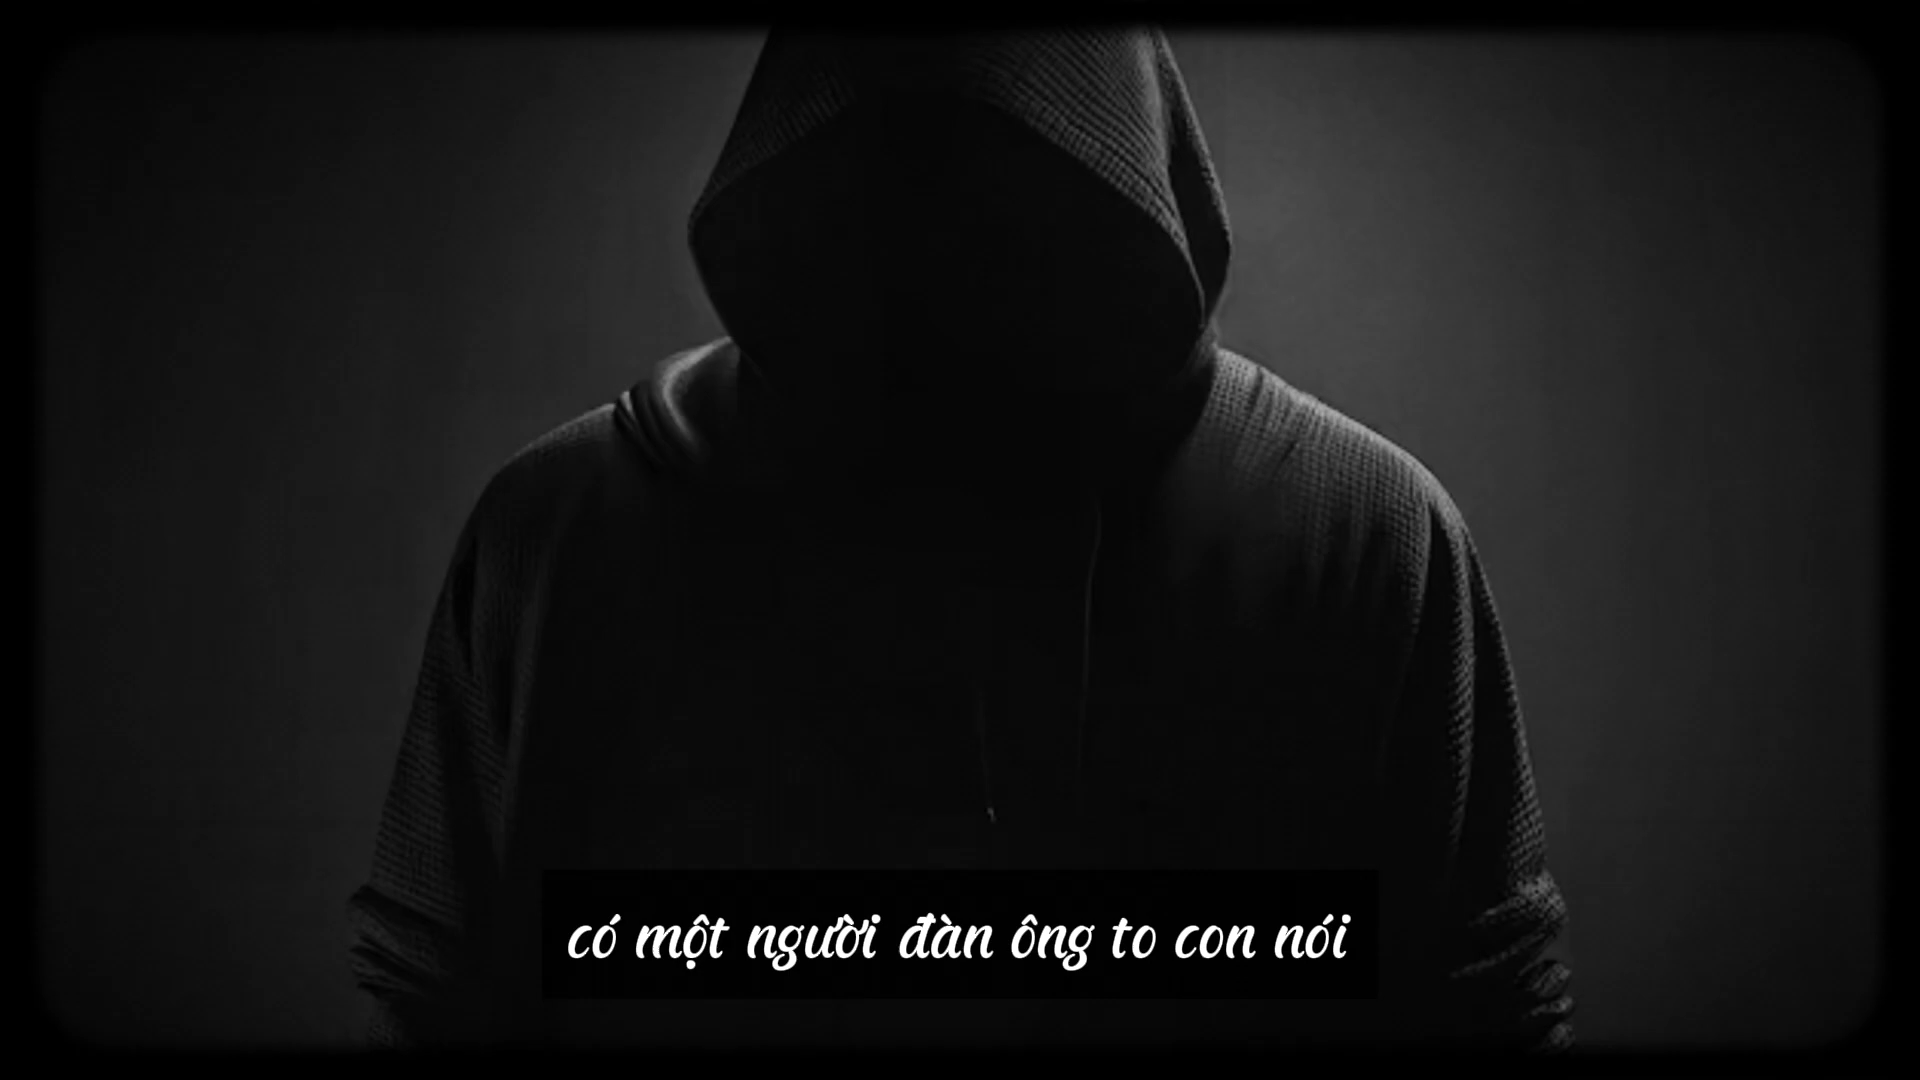 có một người đàn ông to con nói